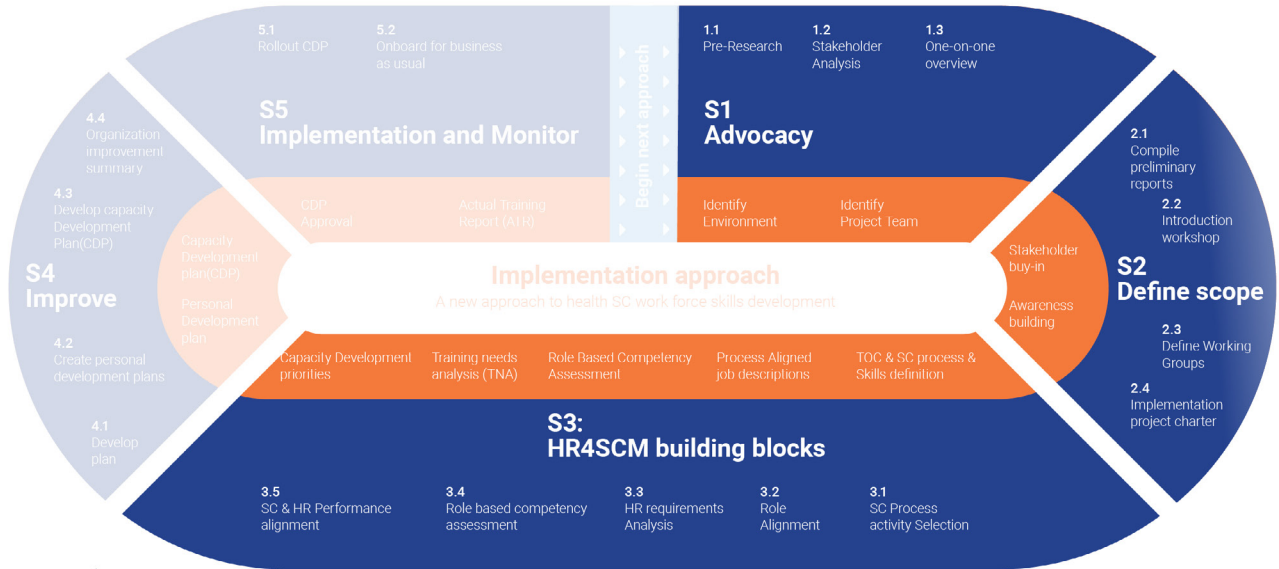 1.1
Pre-Research
1.2
Stakeholder
Analysis
1.3
One-on-one
overview
S1
Advocacy
Identify
Environment
Identify
Project Team
2.1
Compile
preliminary
reports
2.2
Introduction
workshop
S2
Define scope
2.3
Define Working
Groups
2.4
Implementation
project charter
Stakeholder
buy-in
Awareness
building
S3:
HR4SCM building blocks
TOC & SC process &
Skills definition
Process Aligned
job descriptions
Role Based Competency
Assessment
Training needs
analysis (TNA)
Capacity Development
priorities
3.1
SC Process
activity Selection
3.2
Role
Alignment
3.3
HR requirements
Analysis
3.4
Role based competency
assessment
3.5
SC & HR Performance
alignment
S4
Improve
4.1
Develop
plan
4.2
Create personal
development plans
4.3
Develop capacity
Development
Plan(CDP)
4.4
Organization
improvement
summary
Capacity
Development
plan(CDP)
Personal
Development
plan
5.1
Rollout CDP
5.2
Onboard for business
as usual
S5
Implementation and Monitor
CDP
Approval
Actual Training
Report (ATR)
Begin next approach
Implementation approach
A new approach to health SC work force skills development